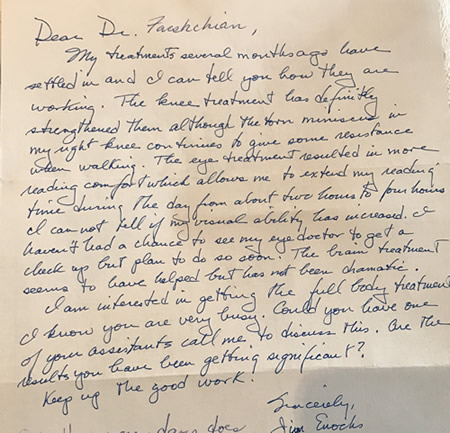 Dear Dr. Farshchian,
My treatments several months ago have
settled in and I can tell you how they are
working. The knee treatment has definitly
strengthened them although the torn miniscus in
my right knee continues to give some resistance
when walking. The eye treatment resulted in more
reading comfort which allows me to extend my reading
time during the day from about two hours to four hours
I can not tell if my visual ability has increased. I
haven't had a chance to see my eye doctor to get a
check up but plan to do so soon. The brain treatment
seems to have helped but has not been dramatic.
I am interested in getting the full body treatment
I know you are very busy. Could you have one
of your assistants call me to discuss this. Are the
results you have been getting significant?
Keep up the good work.
Sincerely,
Jim Enochs